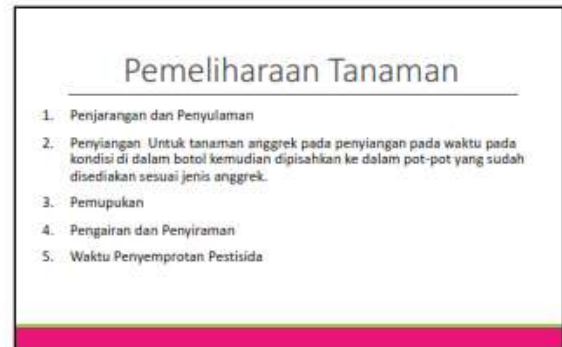 Pemeliharaan Tanaman
1. Penjarangan dan Penyulaman
2. Penyiangan Untuk tanaman anggrek pada penyiangan pada waktu pada
kondisi di dalam botol kemudian dipisahkan ke dalam pot-pot yang sudah
disediakan sesuai jenis anggrek.
3. Pemupukan
4. Pengairan dan Penyiraman
5. Waktu Penyemprotan Pestisida